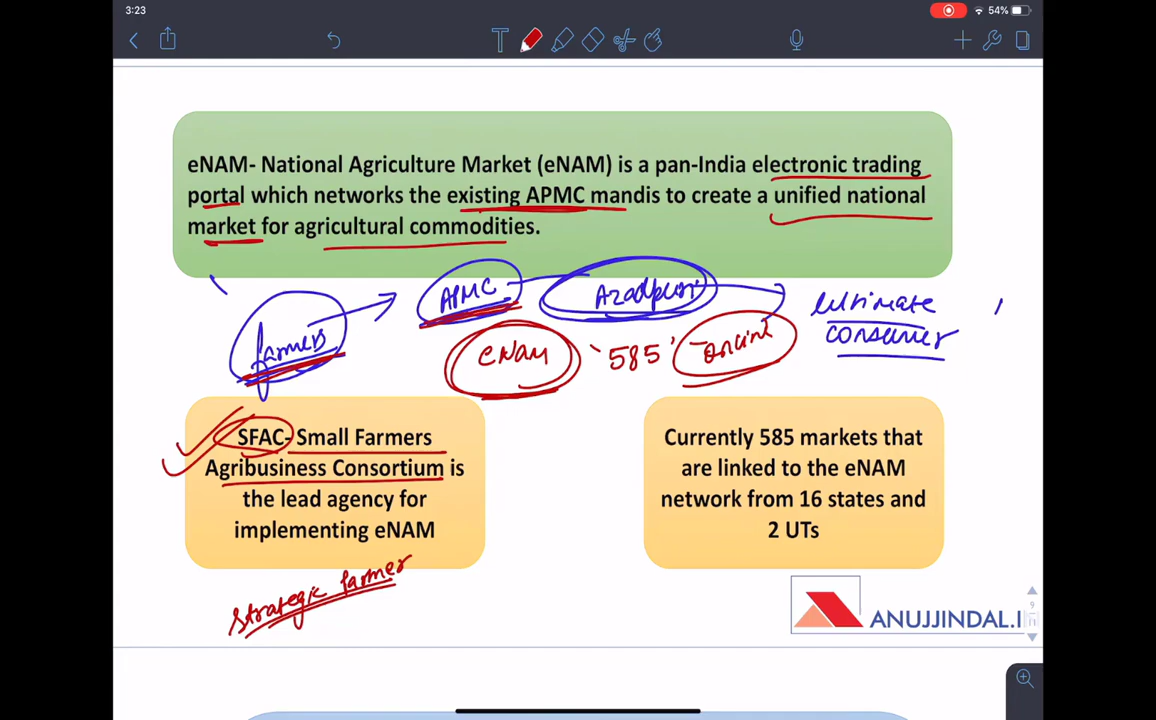 3:23
54%
T
eNAM- National Agriculture Market (eNAM) is a pan-India electronic trading
portal which networks the existing APMC mandis to create a unified national
market for agricultural commodities.
farmers
APMC
Azadpur
ultimate
consumer
eNAM
'585'
online
SFAC- Small Farmers
Agribusiness Consortium is
the lead agency for
implementing eNAM
Currently 585 markets that
are linked to the eNAM
network from 16 states and
2 UTs
Strategic farmer
9
ANUJJINDAL.I